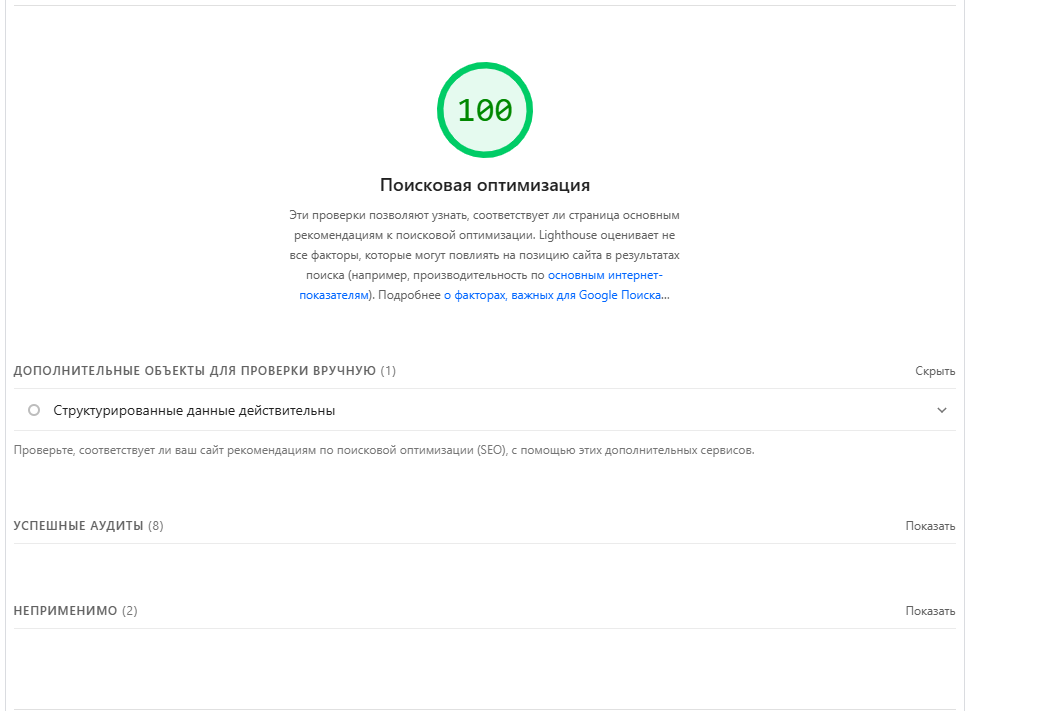 100
Поисковая оптимизация
Эти проверки позволяют узнать, соответствует ли страница основным
рекомендациям к поисковой оптимизации. Lighthouse оценивает не
все факторы, которые могут повлиять на позицию сайта в результатах
поиска (например, производительность по основным интернет-
показателям). Подробнее о факторах, важных для Google Поиска...
ДОПОЛНИТЕЛЬНЫЕ ОБЪЕКТЫ ДЛЯ ПРОВЕРКИ ВРУЧНУЮ (1) Скрыть
Структурированные данные действительны
Проверьте, соответствует ли ваш сайт рекомендациям по поисковой оптимизации (SEO), с помощью этих дополнительных сервисов.
УСПЕШНЫЕ АУДИТЫ (8) Показать
НЕПРИМЕНИМО (2) Показать